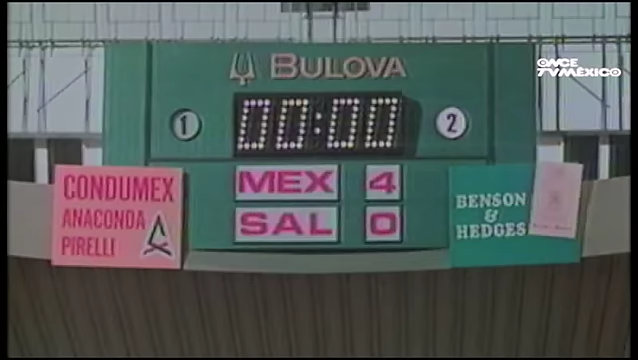 ONCE
TVMÉXICO
BULOVA
1
00:00
2
MEX 4
SAL 0
CONDUMEX
ANACONDA
PIRELLI
BENSON
&
HEDGES